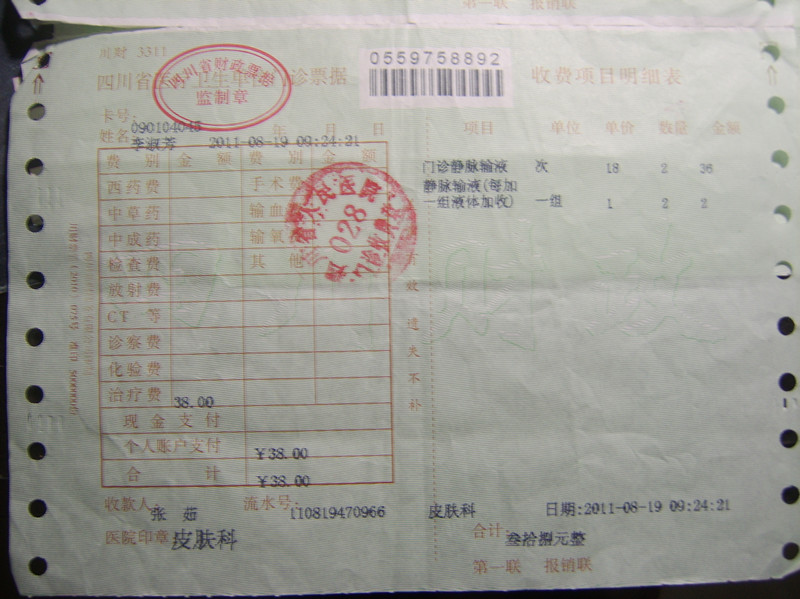 第一联 报销联
川财 3311
四川省医疗卫生单位门诊票据
四川省财政票据
监制章
0559758892
收费项目明细表
卡号:
090104045
姓名
李淑芳
年 月 日
2011-08-19 09:24:21
费 别 金 额 费 别 金 额
西药费 手术费
中草药 输血
中成药 输氧
检查费 其 他
放射费
CT 等
诊察费
化验费
治疗费 38.00
现金支付
个人账户支付 ¥38.00
合 计 ¥38.00
028
效 遗失不补
项目 单位 单价 数量 金额
门诊静脉输液 次 18 2 36
静脉输液(每加
一组液体加收) 一组 1 2 2
收款人 张 茹 流水号: 110819470966 皮肤科 日期:2011-08-19 09:24:21
医院印章 皮肤科 合计: 叁拾捌元整
第一联 报销联